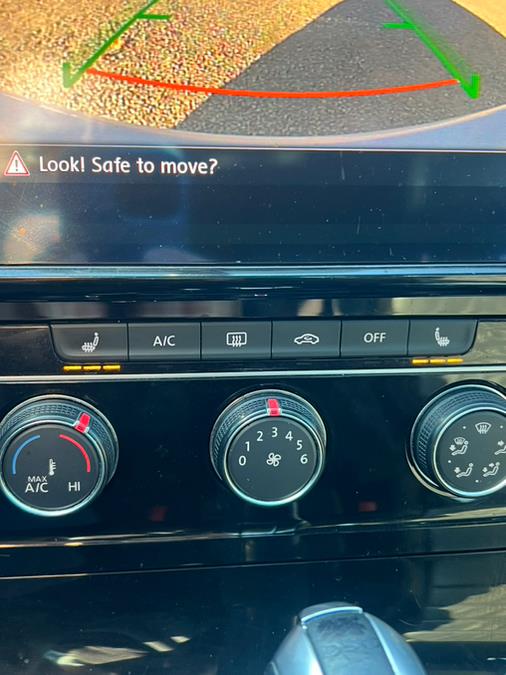 Look! Safe to move?
A/C
OFF
0 1 2 3 4 5 6
MAX
A/C HI